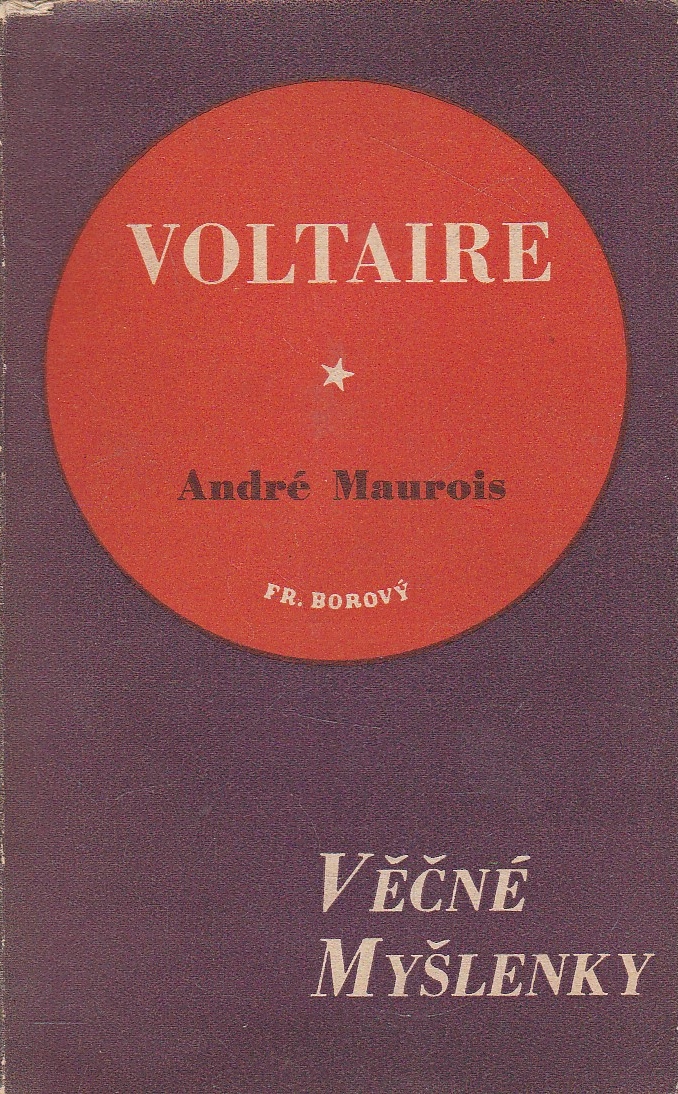 VOLTAIRE
André Maurois
FR. BOROVÝ
VĚČNÉ
MYŠLENKY